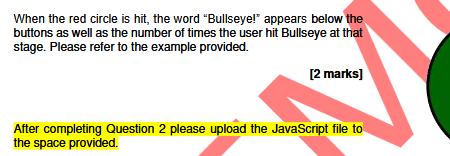 When the red circle is hit, the word “Bullseye!” appears below the
buttons as well as the number of times the user hit Bullseye at that
stage. Please refer to the example provided.
[2 marks]
After completing Question 2 please upload the JavaScript file to
the space provided.